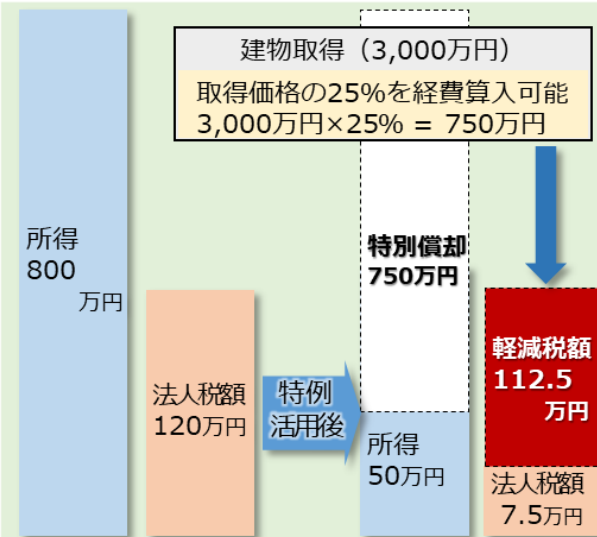 建物取得（3,000万円）
取得価格の25%を経費算入可能
3,000万円×25% = 750万円
所得
800
万円
法人税額
120万円
特例
活用後
特別償却
750万円
所得
50万円
軽減税額
112.5
万円
法人税額
7.5万円